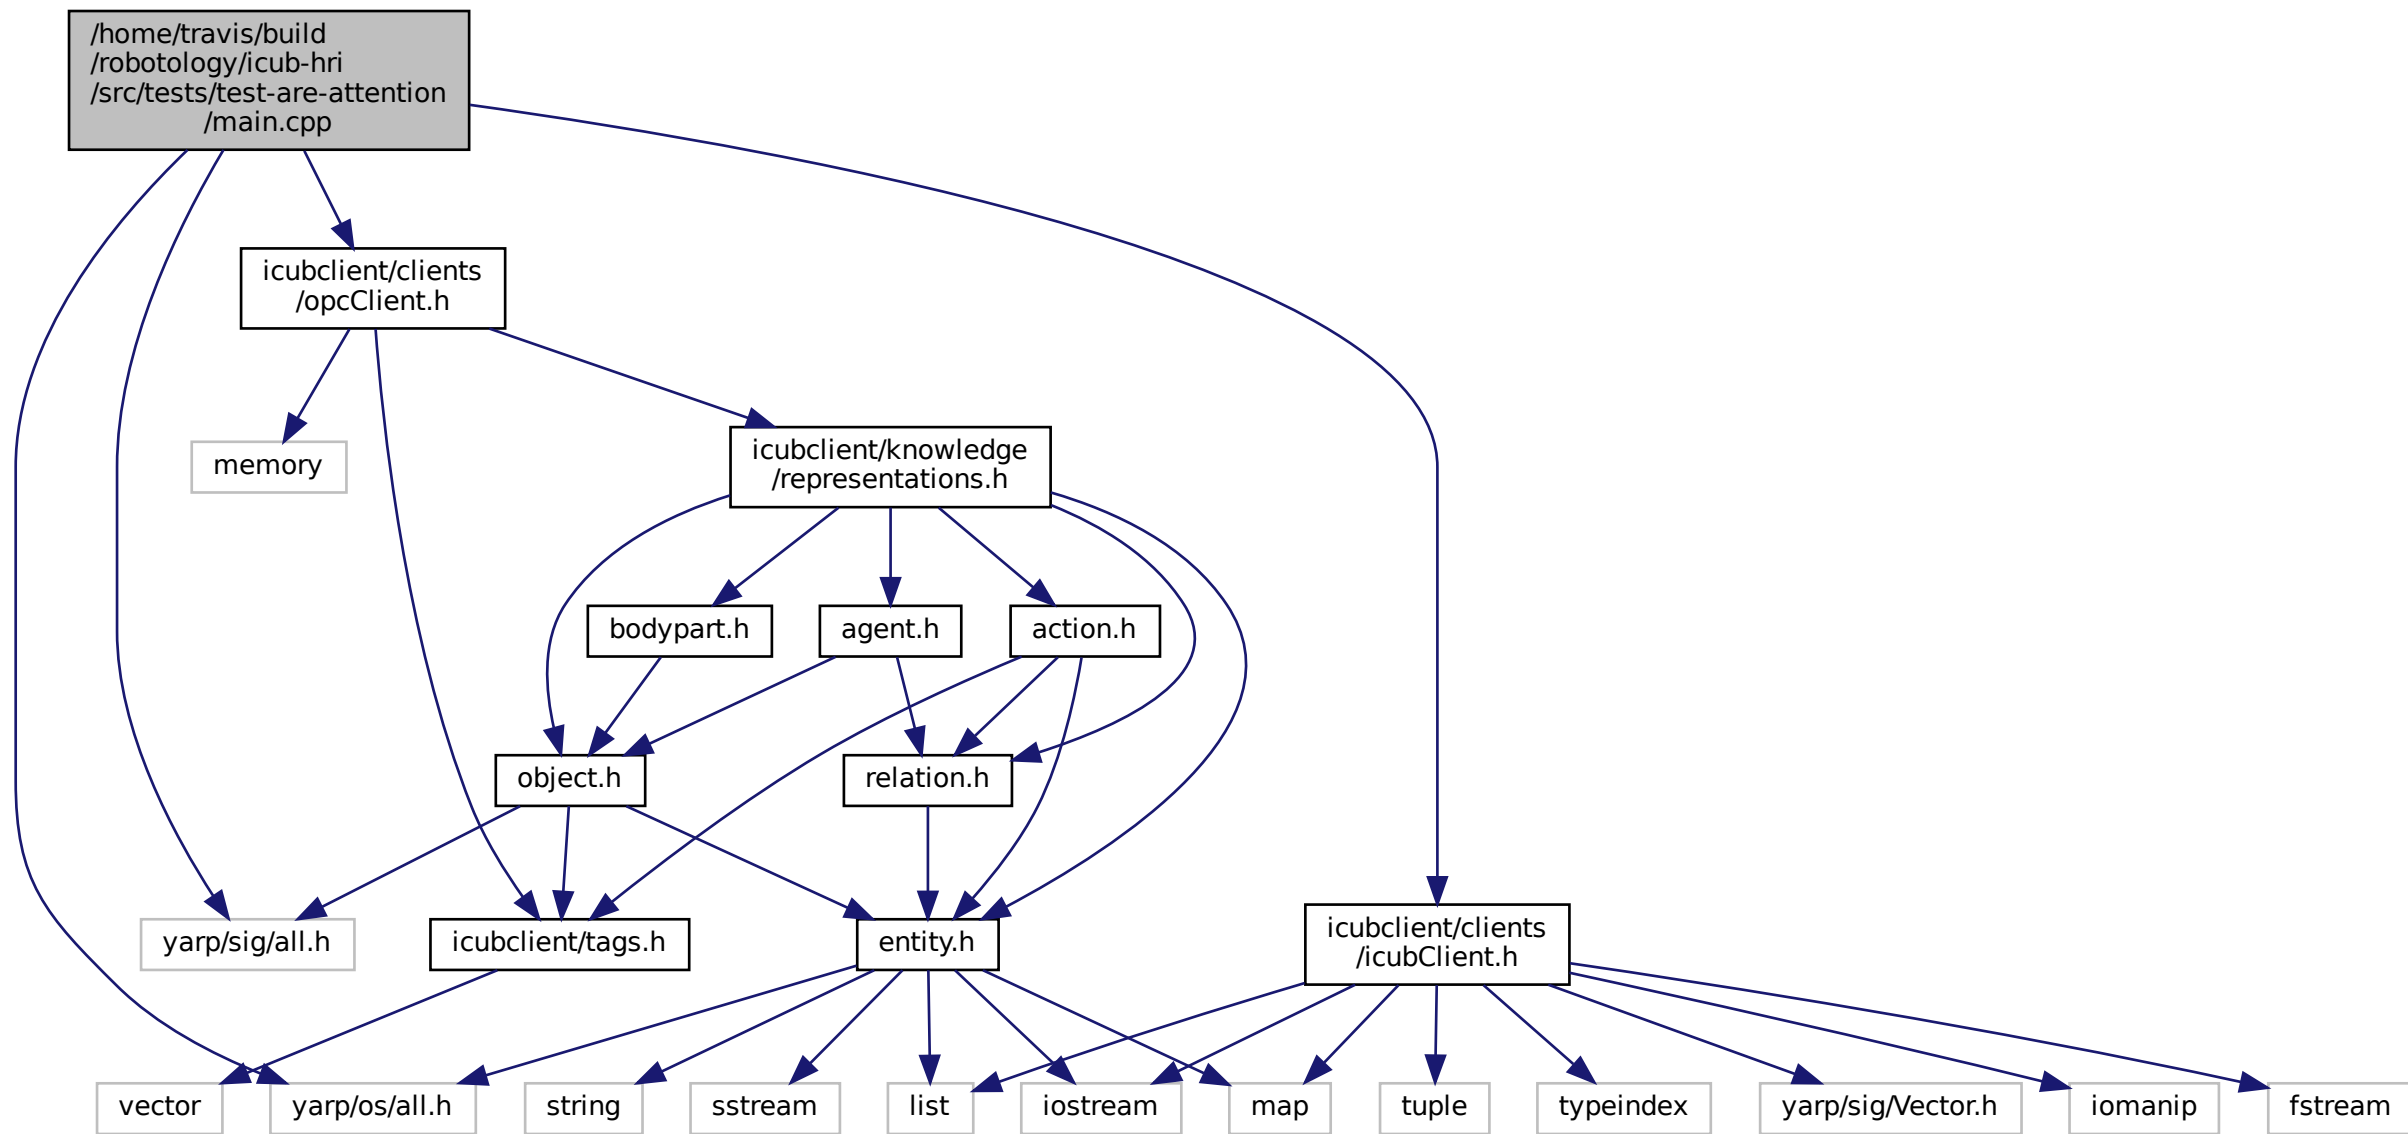 /home/travis/build
/robotology/icub-hri
/src/tests/test-are-attention
/main.cpp
icubclient/clients
/opcClient.h
memory
icubclient/knowledge
/representations.h
bodypart.h
agent.h
action.h
object.h
relation.h
yarp/sig/all.h
icubclient/tags.h
entity.h
icubclient/clients
/icubClient.h
vector
yarp/os/all.h
string
sstream
list
iostream
map
tuple
typeindex
yarp/sig/Vector.h
iomanip
fstream